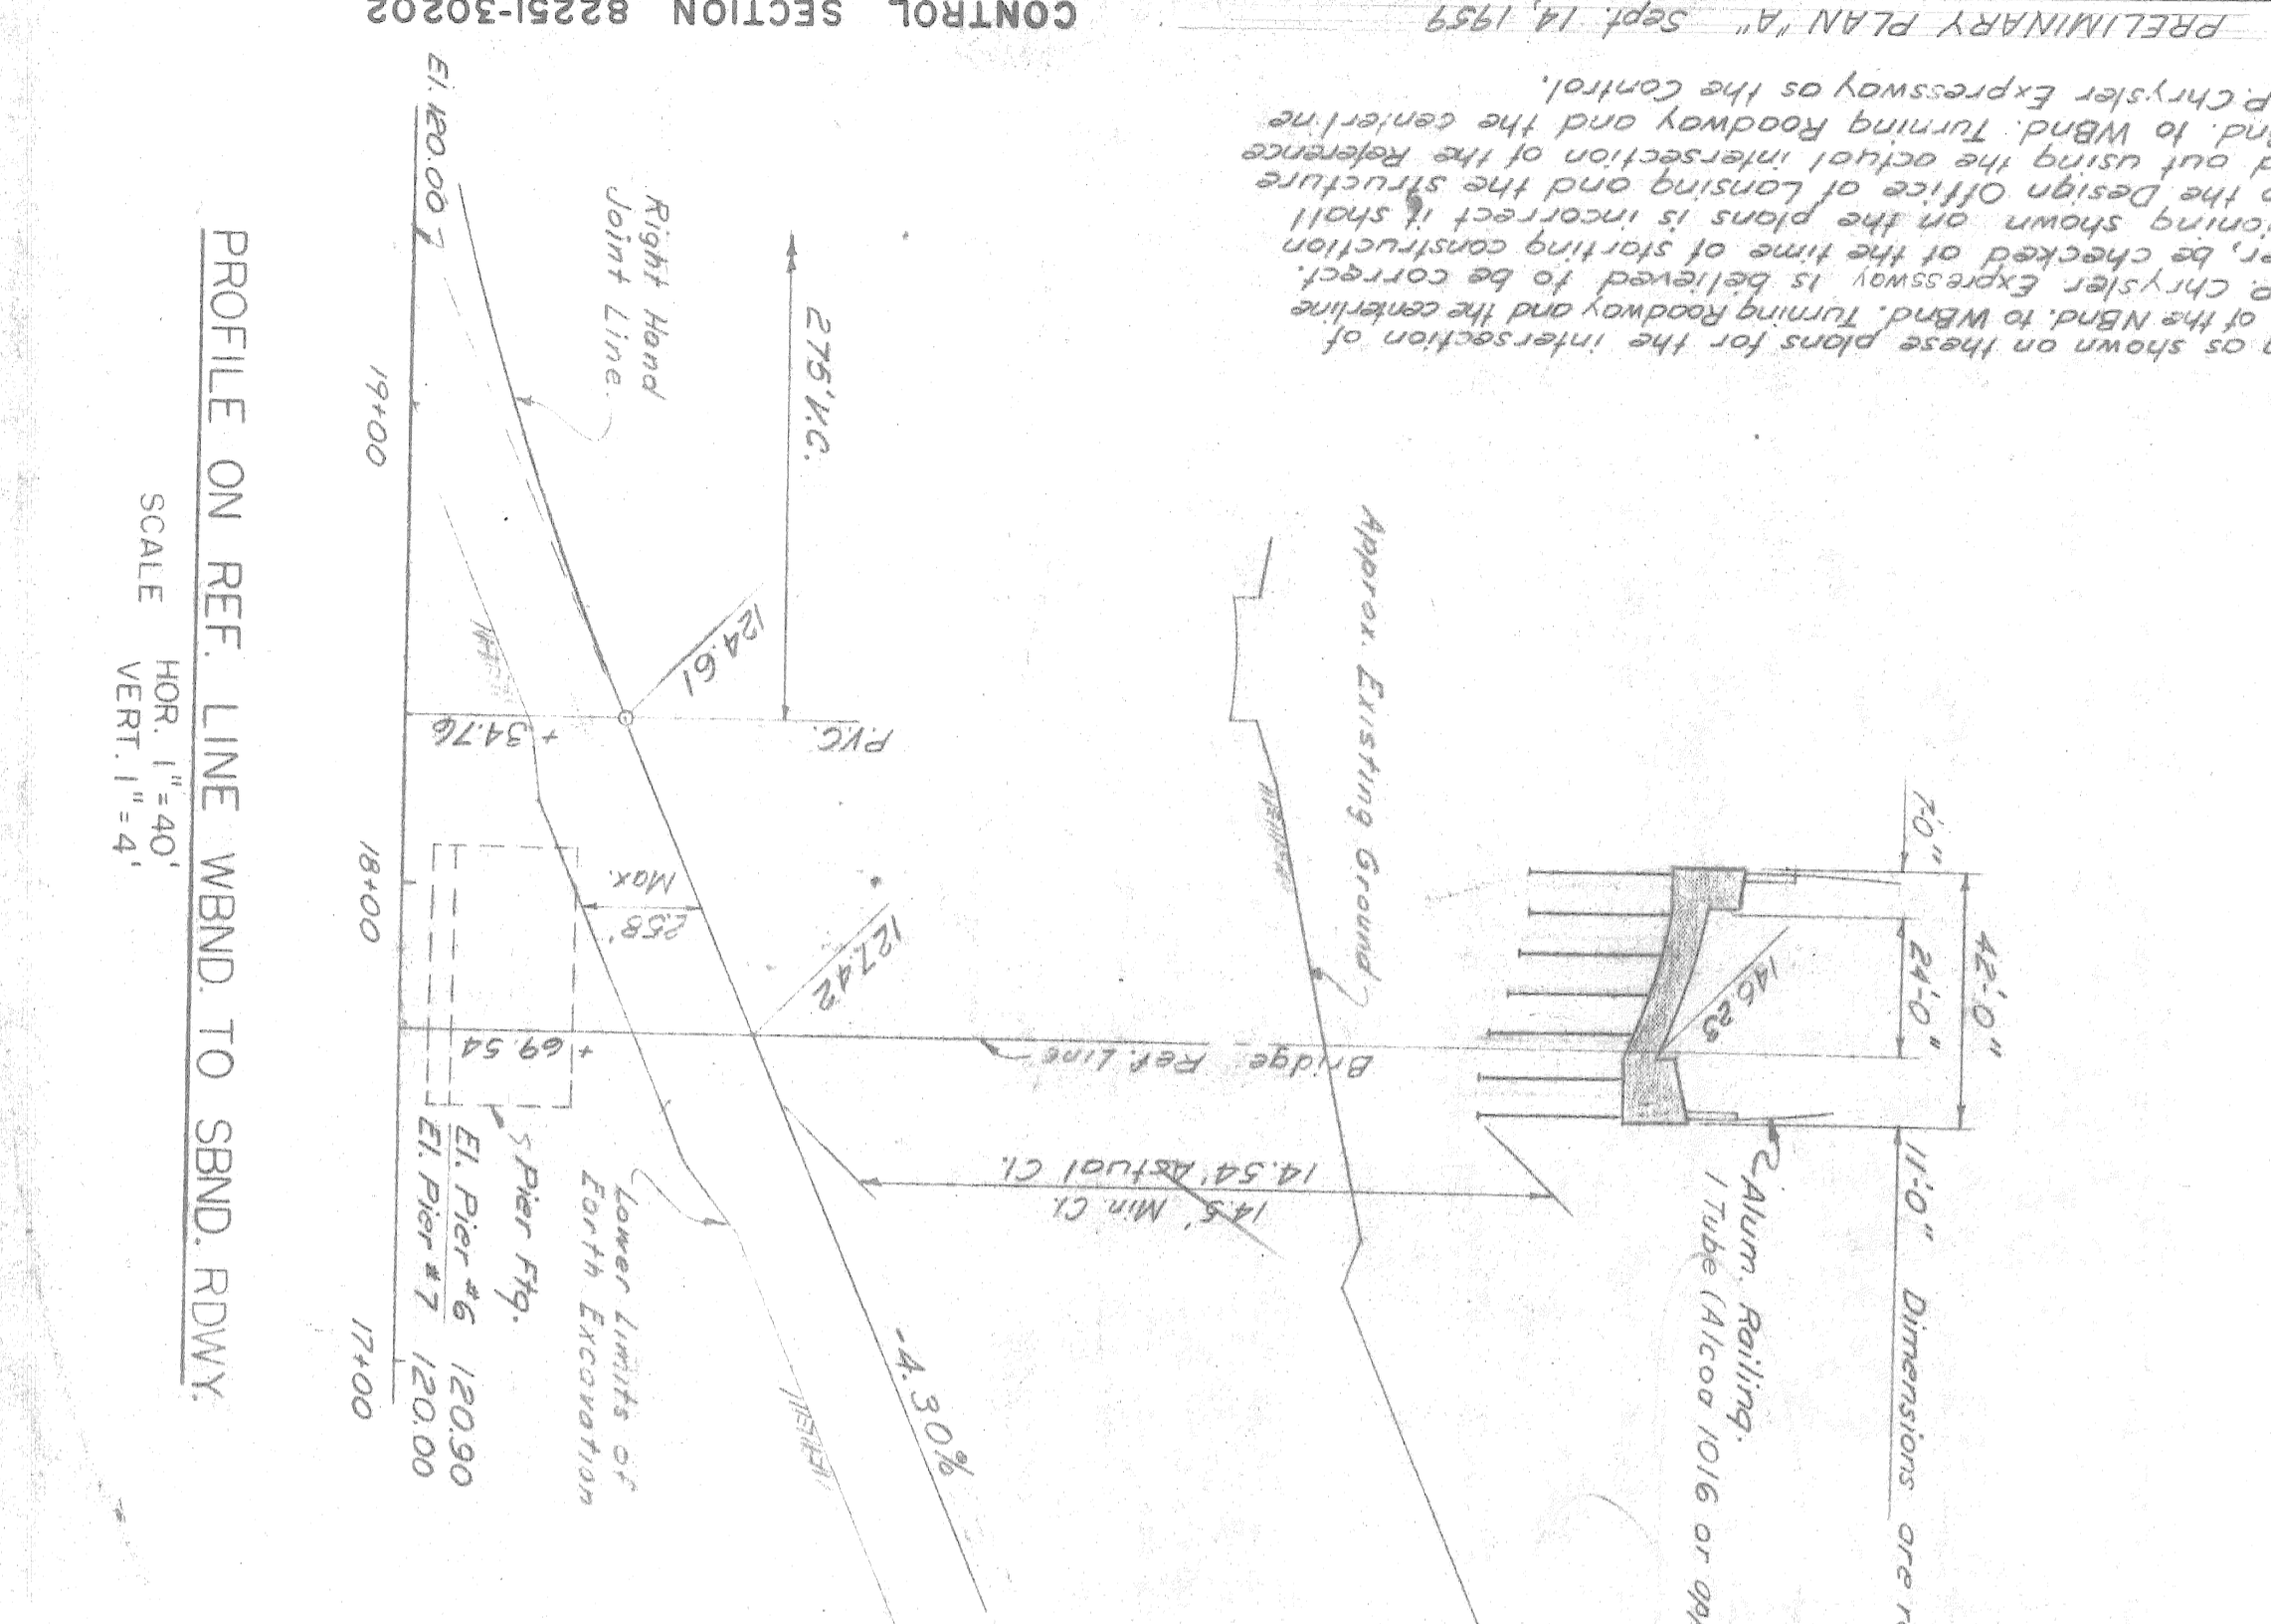 PROFILE ON REF. LINE WBND. TO SBND. RDWY.
SCALE
HOR. 1"=40'
VERT. 1"=4'
CONTROL SECTION 82251-30202
PRELIMINARY PLAN "A" Sept. 14, 1959
as shown on these plans for the intersection of
of the NBnd. to WBnd. Turning Roadway and the centerline
P. Chrysler Expressway is believed to be correct.
be checked at the time of starting construction
shown on the plans is incorrect it shall
the Design Office at Lansing and the structure
out using the actual intersection of the Reference
to WBnd. Turning Roadway and the centerline
P. Chrysler Expressway as the Control.
El. 120.00
19+00
18+00
17+00
Right Hand
Joint Line.
275' V.C.
124.61
+34.76
P.V.C.
2.58'
Max.
127.42
+69.54
Bridge Ref. Line
Pier Ftg.
El. Pier #6 120.90
El. Pier #7 120.00
Lower Limits of
Earth Excavation
-4.30%
14.5' Min. Cl.
14.54' Actual Cl.
Approx. Existing Ground
140.23
24'-0"
42'-0"
11'-0" Dimensions are
Alum. Railing.
1 Tube (Alcoa 1016 or